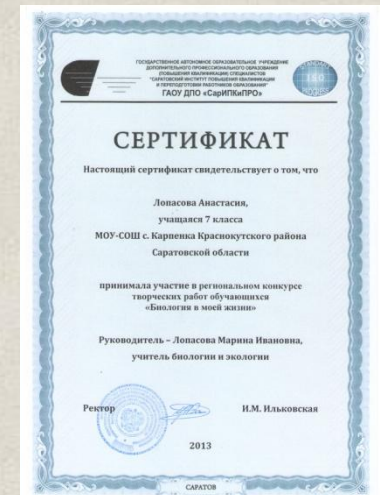 ГОСУДАРСТВЕННОЕ АВТОНОМНОЕ ОБРАЗОВАТЕЛЬНОЕ УЧРЕЖДЕНИЕ
ДОПОЛНИТЕЛЬНОГО ПРОФЕССИОНАЛЬНОГО ОБРАЗОВАНИЯ
(ПОВЫШЕНИЯ КВАЛИФИКАЦИИ) СПЕЦИАЛИСТОВ
"САРАТОВСКИЙ ИНСТИТУТ ПОВЫШЕНИЯ КВАЛИФИКАЦИИ
И ПЕРЕПОДГОТОВКИ РАБОТНИКОВ ОБРАЗОВАНИЯ"
ГАОУ ДПО «СарИПКиПРО»
ISO
СЕРТИФИКАТ
Настоящий сертификат свидетельствует о том, что
Лопасова Анастасия,
учащаяся 7 класса
МОУ-СОШ с. Карпенка Краснокутского района
Саратовской области
принимала участие в региональном конкурсе
творческих работ обучающихся
«Биология в моей жизни»
Руководитель – Лопасова Марина Ивановна,
учитель биологии и экологии
Ректор И.М. Ильковская
2013
САРАТОВ